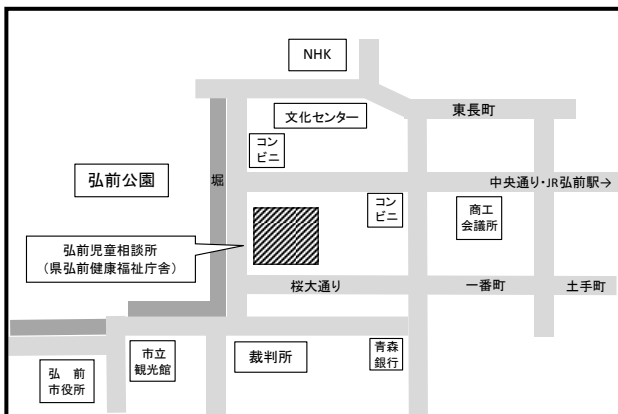 NHK
東長町
文化センター
コン
ビニ
弘前公園
堀
中央通り・JR弘前駅→
コン
ビニ
商工
会議所
弘前児童相談所
（県弘前健康福祉庁舎）
桜大通り
一番町
土手町
市立
観光館
裁判所
青森
銀行
弘　前
市役所